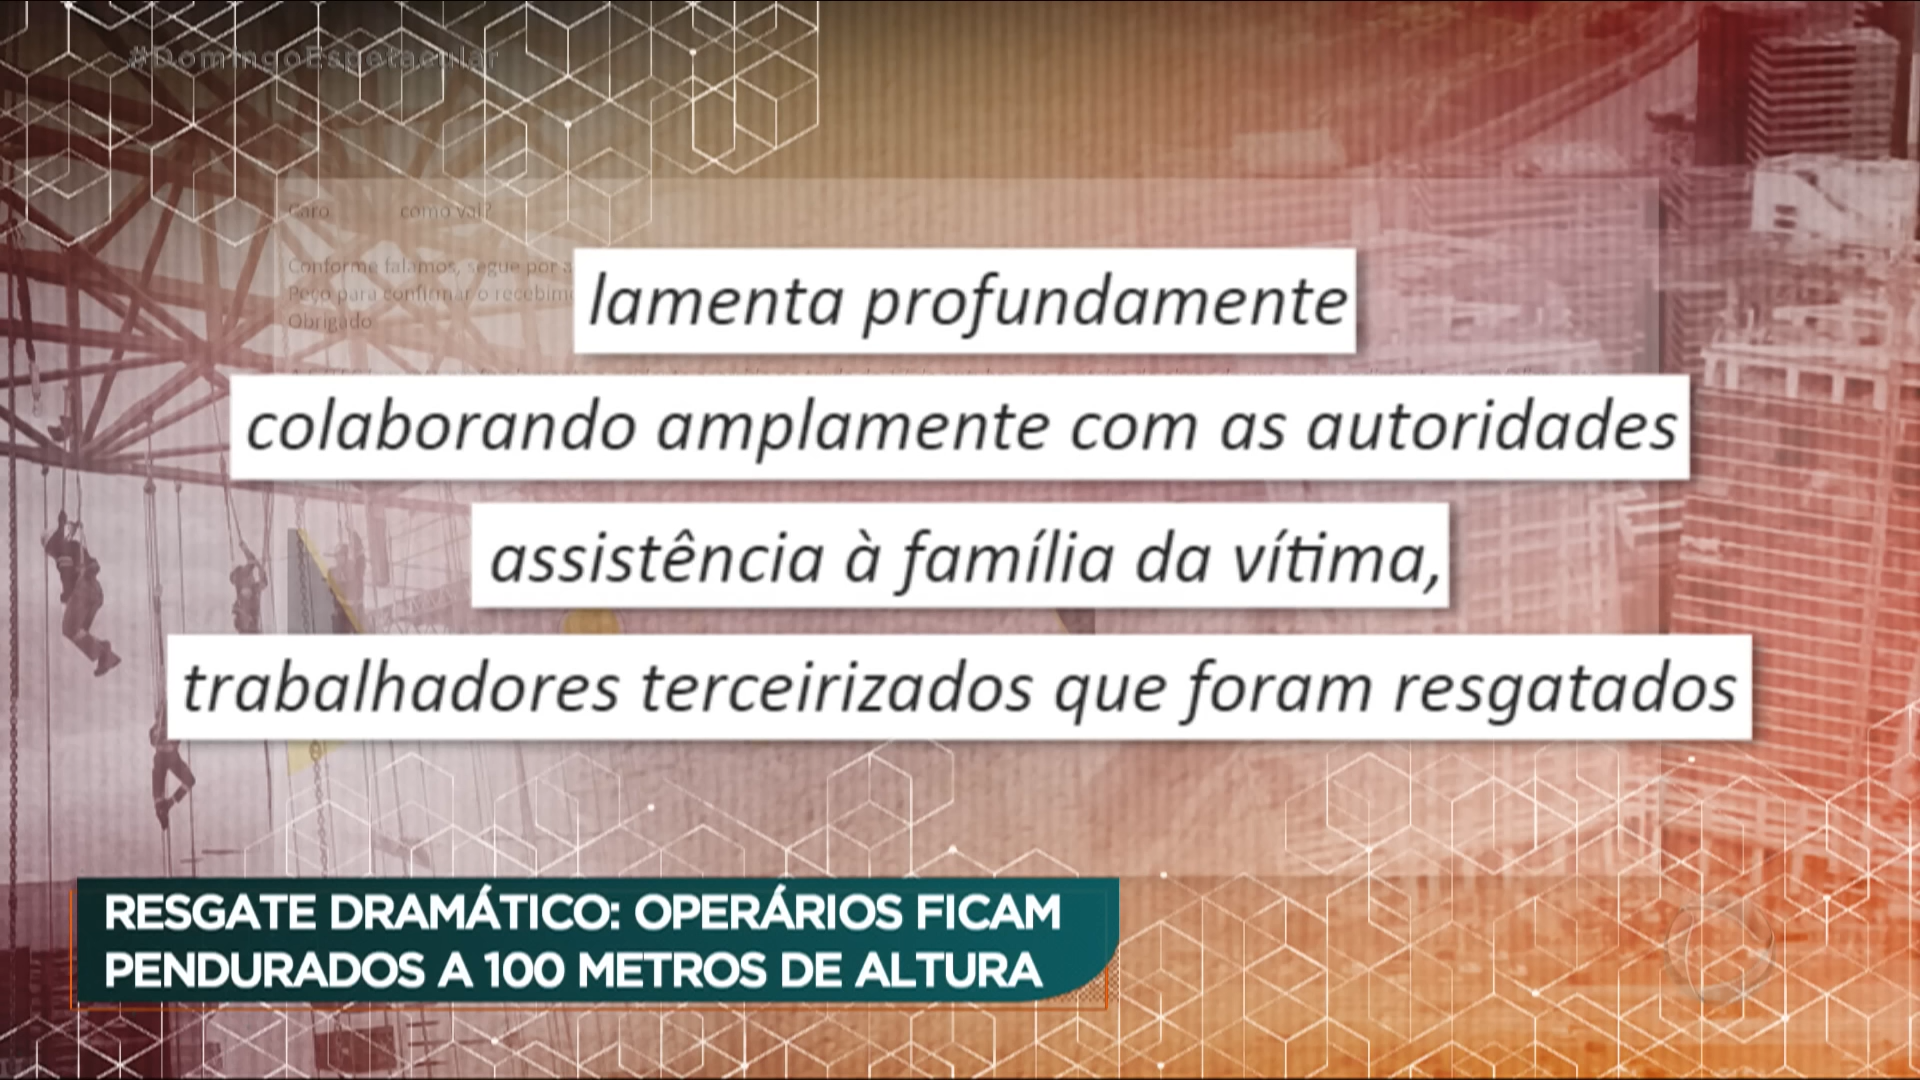 #DomingoEspetacular
Caro como vai?
Conforme falamos, segue por a
Peço para confirmar o recebim
Obrigado
lamenta profundamente
colaborando amplamente com as autoridades
assistência à família da vítima,
trabalhadores terceirizados que foram resgatados
RESGATE DRAMÁTICO: OPERÁRIOS FICAM
PENDURADOS A 100 METROS DE ALTURA